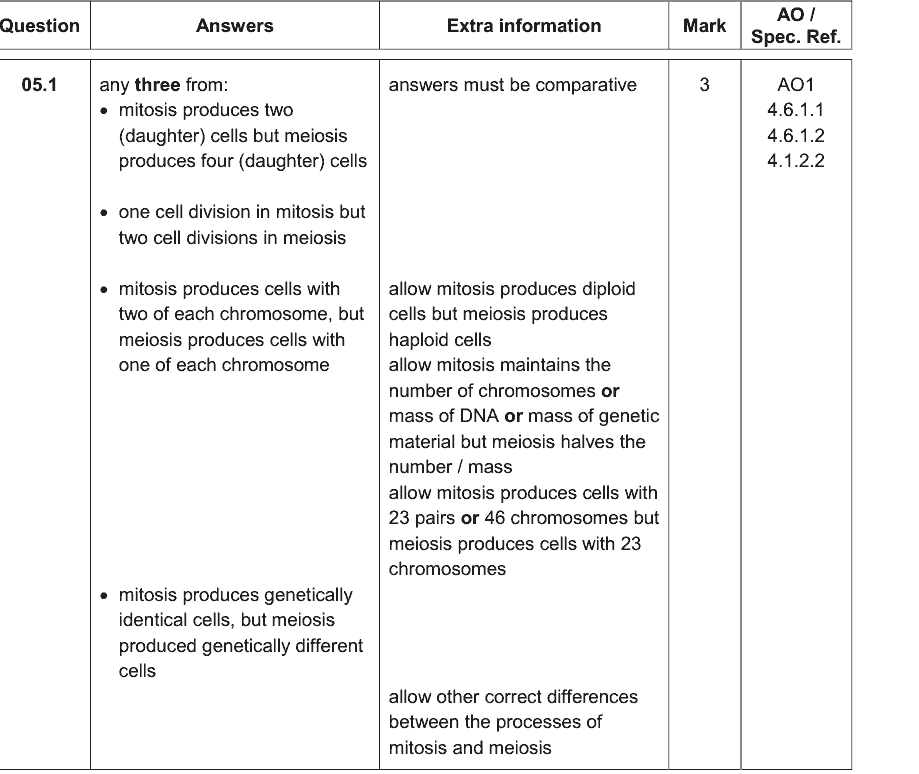 Question Answers Extra information Mark AO /
Spec. Ref.
05.1 any three from: answers must be comparative 3 AO1
• mitosis produces two 4.6.1.1
(daughter) cells but meiosis 4.6.1.2
produces four (daughter) cells 4.1.2.2
• one cell division in mitosis but
two cell divisions in meiosis
• mitosis produces cells with allow mitosis produces diploid
two of each chromosome, but cells but meiosis produces
meiosis produces cells with haploid cells
one of each chromosome allow mitosis maintains the
number of chromosomes or
mass of DNA or mass of genetic
material but meiosis halves the
number / mass
allow mitosis produces cells with
23 pairs or 46 chromosomes but
meiosis produces cells with 23
chromosomes
• mitosis produces genetically
identical cells, but meiosis
produced genetically different
cells
allow other correct differences
between the processes of
mitosis and meiosis